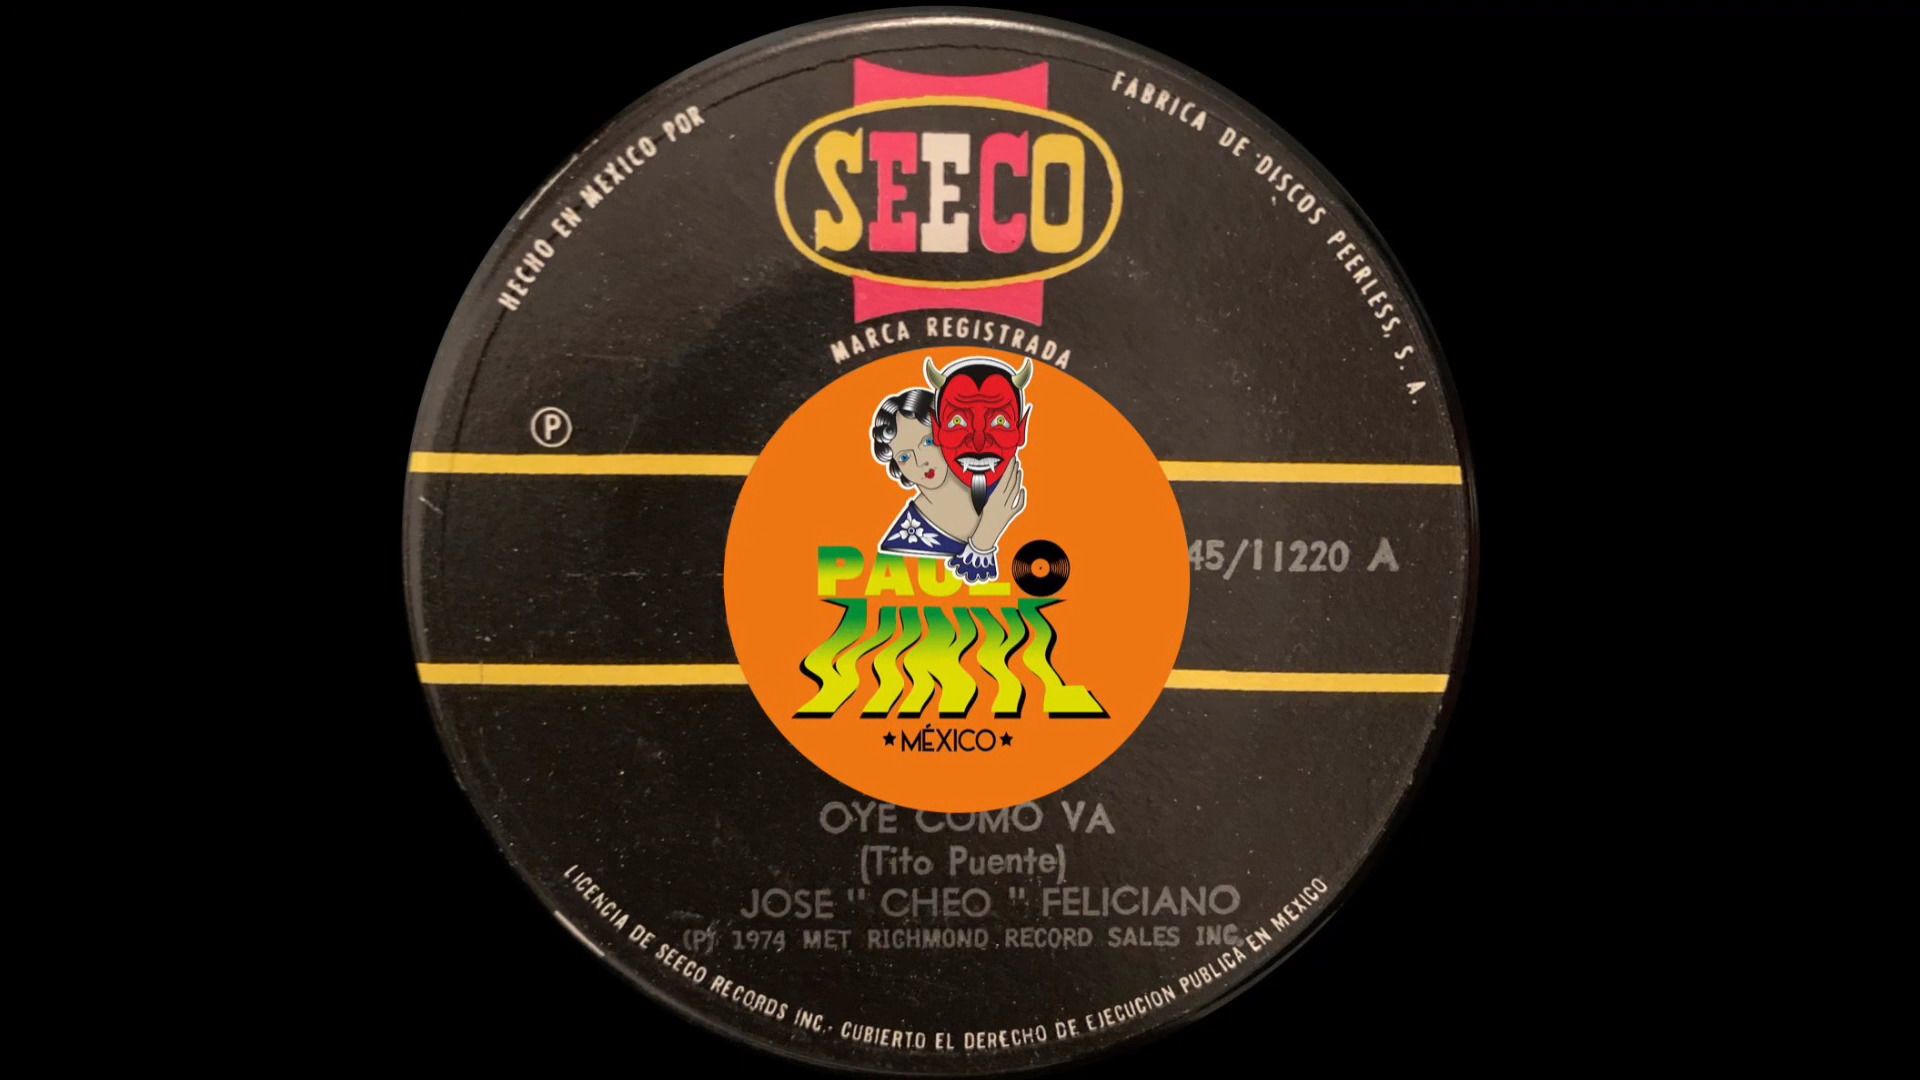 HECHO EN MEXICO POR
FABRICA DE DISCOS PEERLESS, S. A.
SEECO
MARCA REGISTRADA
P
45/11220 A
PAULO
VINYL
MÉXICO
OYE COMO VA
(Tito Puente)
JOSE " CHEO " FELICIANO
(P) 1974 MET RICHMOND RECORD SALES INC.
LICENCIA DE SEECO RECORDS INC.- CUBIERTO EL DERECHO DE EJECUCION PUBLICA EN MEXICO